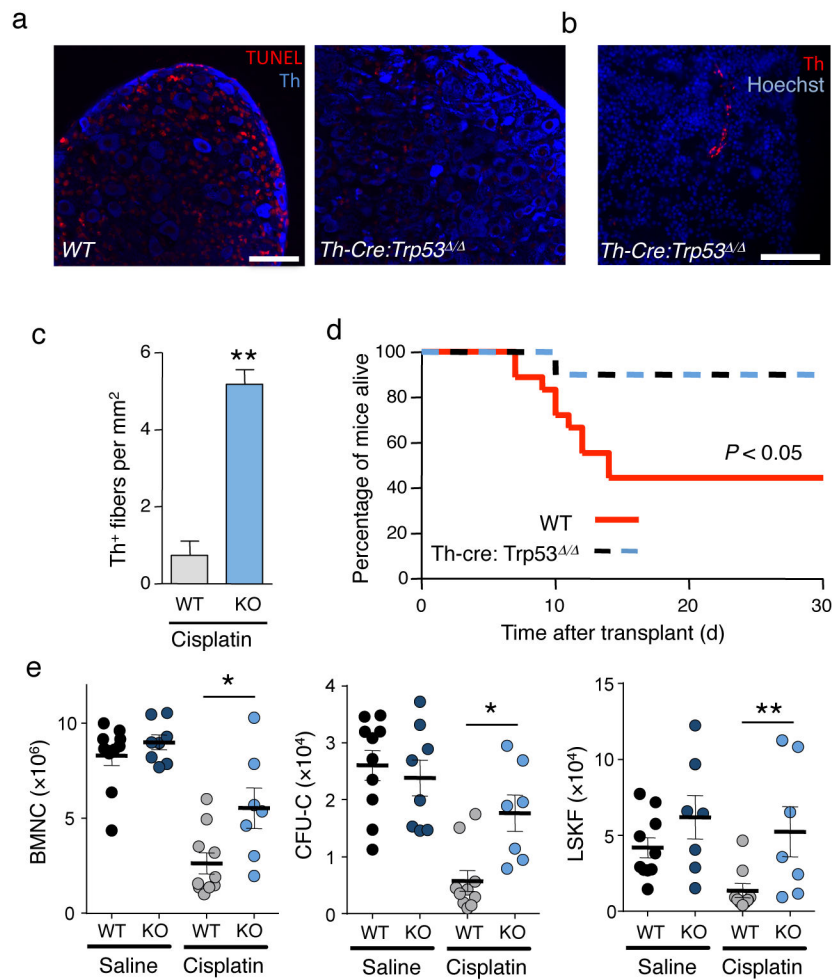 a
TUNEL
Th
WT
Th-Cre:Trp53Δ/Δ
b
Th
Hoechst
Th-Cre:Trp53Δ/Δ
c
Th+ fibers per mm2
6
4
2
0
**
WT KO
Cisplatin
d
Percentage of mice alive
100
80
60
40
20
0
P < 0.05
WT
Th-cre: Trp53Δ/Δ
0 10 20 30
Time after transplant (d)
e
BMNC (×10⁶)
10
5
0
*
WT KO WT KO
Saline Cisplatin
CFU-C (×10⁴)
4
3
2
1
0
*
WT KO WT KO
Saline Cisplatin
LSKF (×10⁴)
15
10
5
0
**
WT KO WT KO
Saline Cisplatin